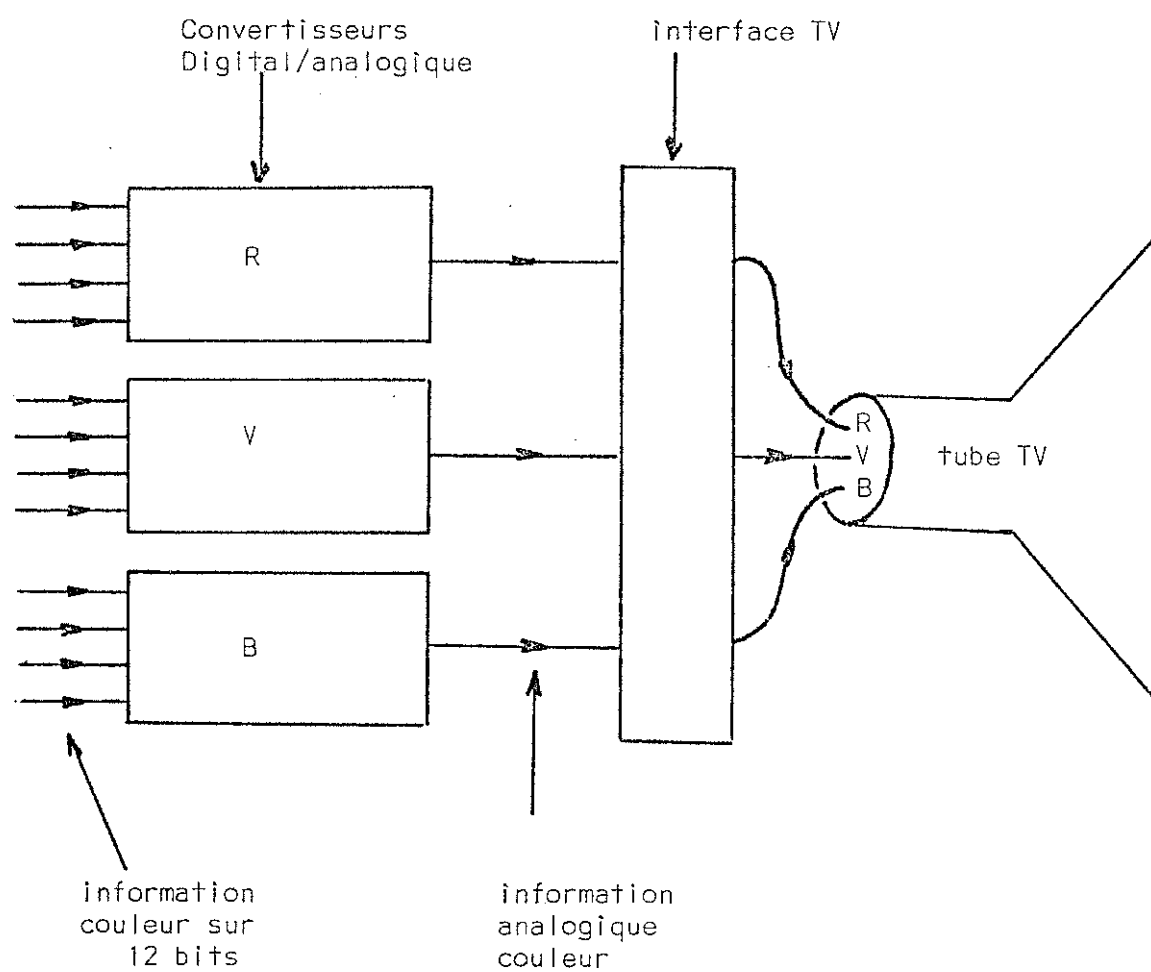 Convertisseurs
Digital/analogique
interface TV
R
V
B
R
V
B
tube TV
information
couleur sur
12 bits
information
analogique
couleur